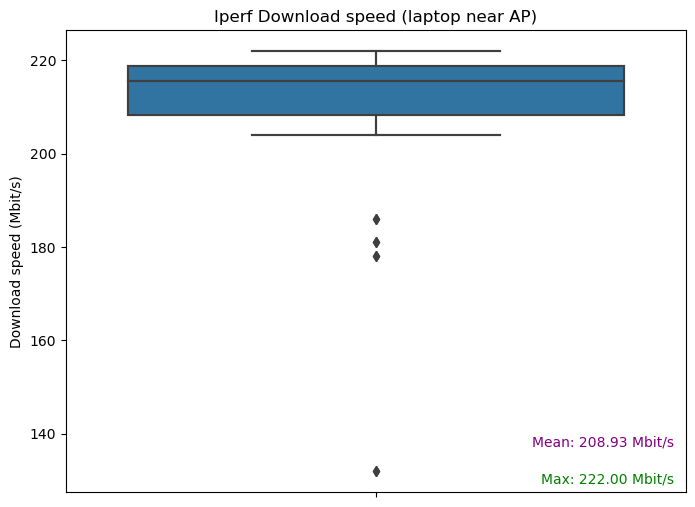 Iperf Download speed (laptop near AP)
Download speed (Mbit/s)
220
200
180
160
140
Mean: 208.93 Mbit/s
Max: 222.00 Mbit/s